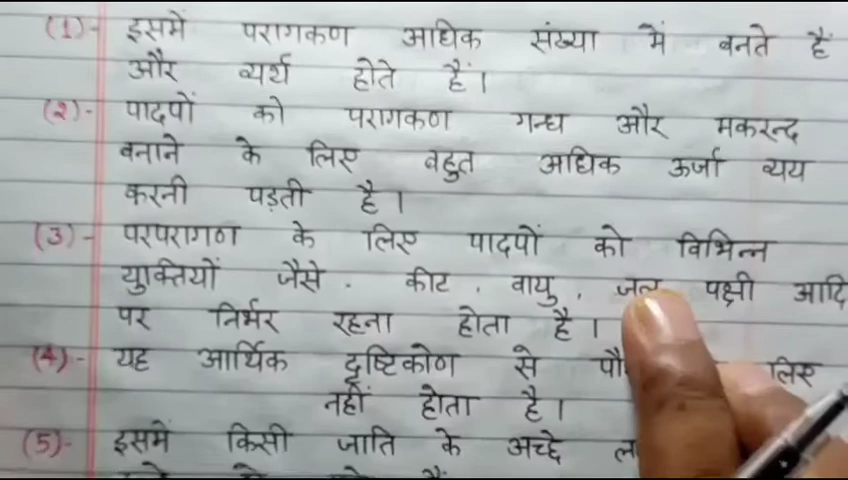 (1)- इसमें परागकण अधिक संख्या में बनते हैं
और व्यर्थ होते हैं।
(2)- पादपों को परागकण गन्ध और मकरन्द
बनाने के लिए बहुत अधिक ऊर्जा व्यय
करनी पड़ती है।
(3)- परपरागण के लिए पादपों को विभिन्न
युक्तियों जैसे . कीट , वायु , जल पक्षी आदि
पर निर्भर रहना होता है।
(4)- यह आर्थिक दृष्टिकोण से लिए
नहीं होता है।
(5)- इसमें किसी जाति के अच्छे